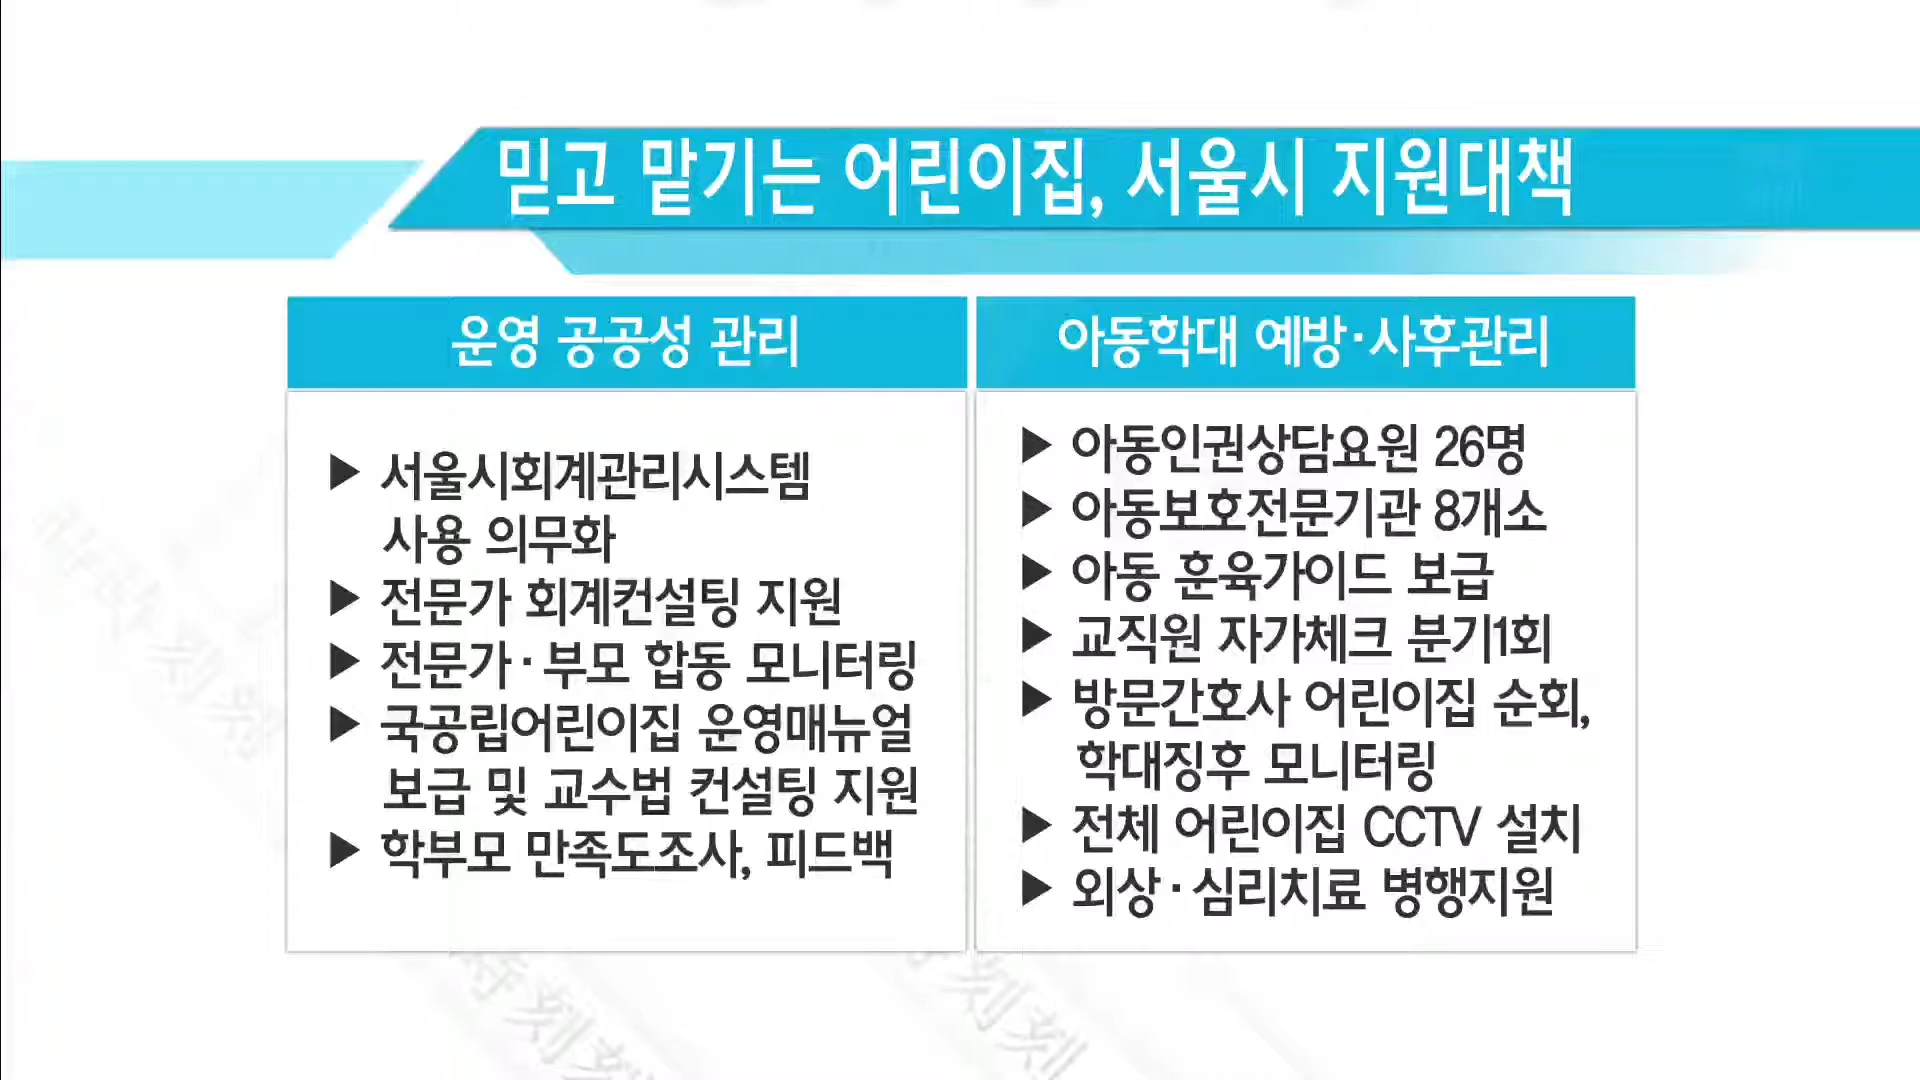 믿고 맡기는 어린이집, 서울시 지원대책
운영 공공성 관리
▶ 서울시회계관리시스템
사용 의무화
▶ 전문가 회계컨설팅 지원
▶ 전문가·부모 합동 모니터링
▶ 국공립어린이집 운영매뉴얼
보급 및 교수법 컨설팅 지원
▶ 학부모 만족도조사, 피드백
아동학대 예방·사후관리
▶ 아동인권상담요원 26명
▶ 아동보호전문기관 8개소
▶ 아동 훈육가이드 보급
▶ 교직원 자가체크 분기1회
▶ 방문간호사 어린이집 순회,
학대징후 모니터링
▶ 전체 어린이집 CCTV 설치
▶ 외상·심리치료 병행지원